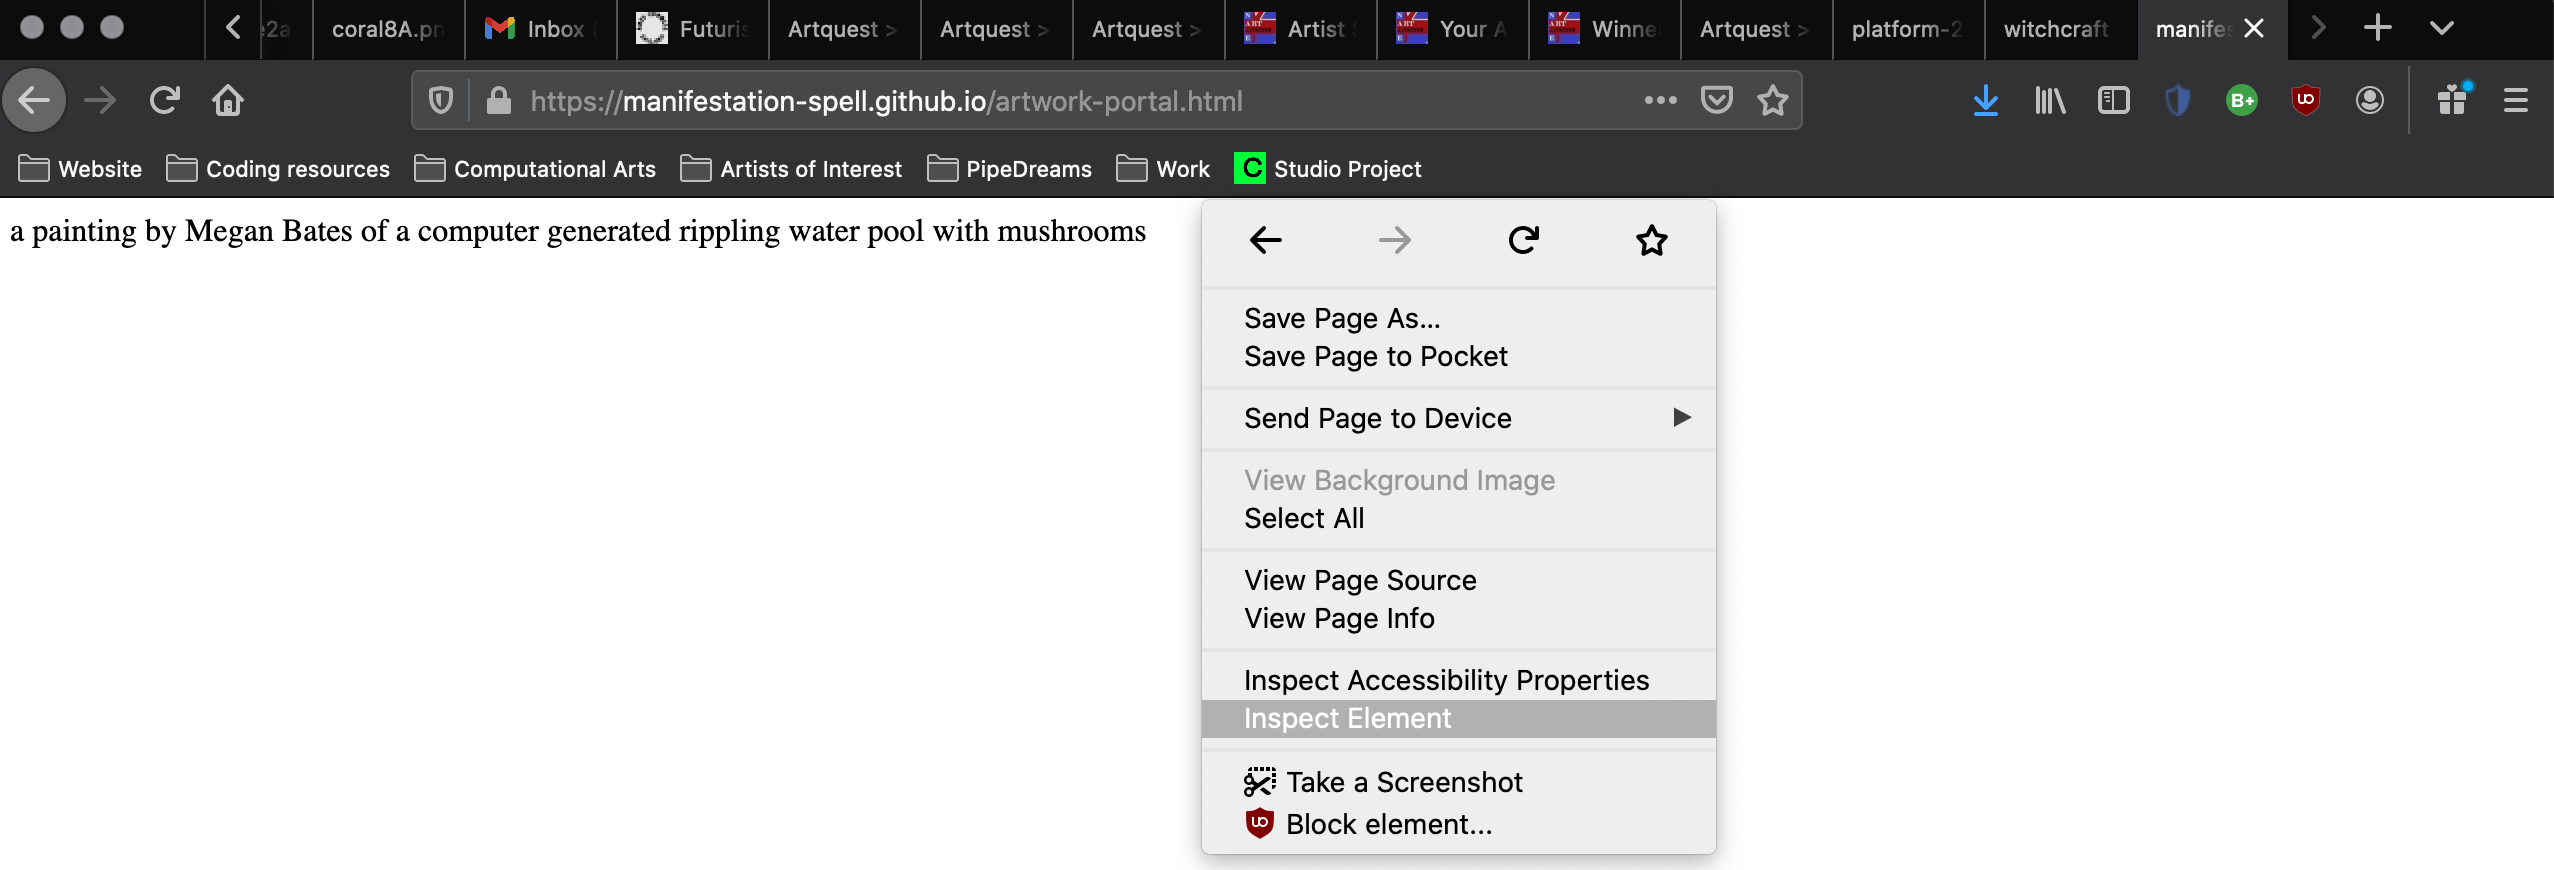 coral8A.pn
Inbox
Futuris
Artquest >
Artquest >
Artquest >
Artist
Your A
Winne
Artquest >
platform-2
witchcraft
manifes
https://manifestation-spell.github.io/artwork-portal.html
B+
Website
Coding resources
Computational Arts
Artists of Interest
PipeDreams
Work
C Studio Project
a painting by Megan Bates of a computer generated rippling water pool with mushrooms
Save Page As...
Save Page to Pocket
Send Page to Device
View Background Image
Select All
View Page Source
View Page Info
Inspect Accessibility Properties
Inspect Element
Take a Screenshot
Block element...